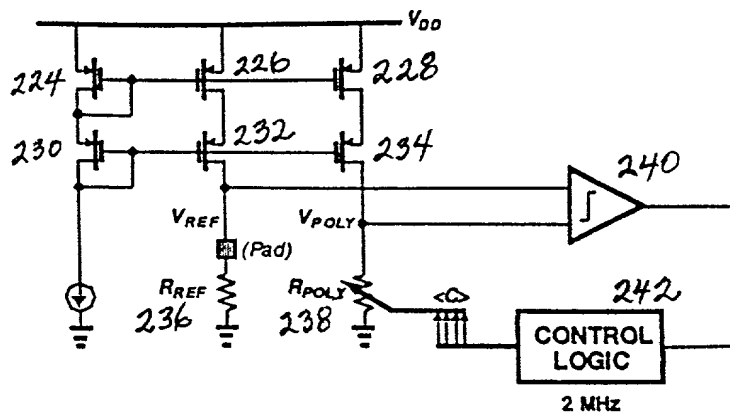 V_DD
224
226
228
230
232
234
240
V_REF
V_POLY
(Pad)
R_REF
R_POLY
<C>
236
238
242
CONTROL
LOGIC
2 MHz